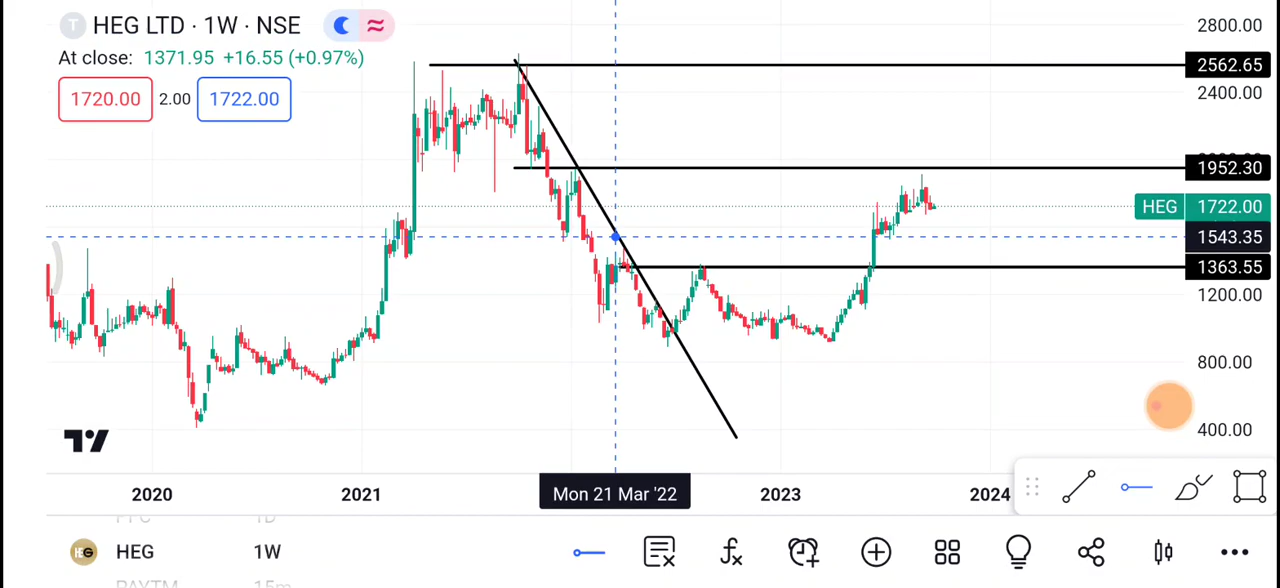 T HEG LTD · 1W · NSE
At close: 1371.95 +16.55 (+0.97%)
1720.00 2.00 1722.00
2800.00
2562.65
2400.00
1952.30
HEG 1722.00
1543.35
1363.55
1200.00
800.00
400.00
2020 2021 Mon 21 Mar '22 2023 2024
HEG 1W
PAYTM 15m